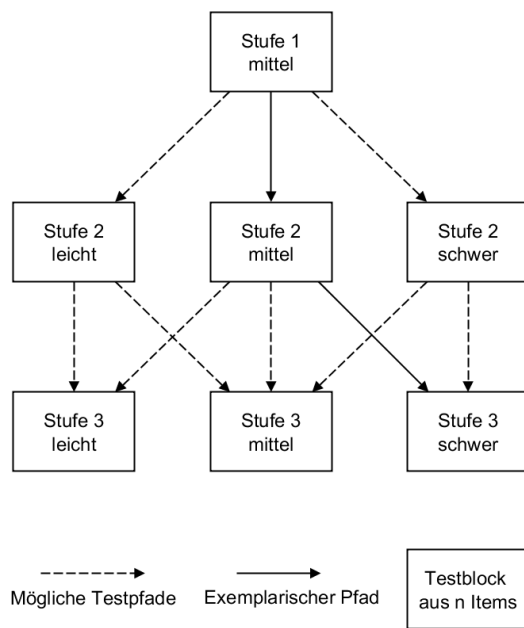 Stufe 1
mittel
Stufe 2
leicht
Stufe 2
mittel
Stufe 2
schwer
Stufe 3
leicht
Stufe 3
mittel
Stufe 3
schwer
Mögliche Testpfade
Exemplarischer Pfad
Testblock
aus n Items